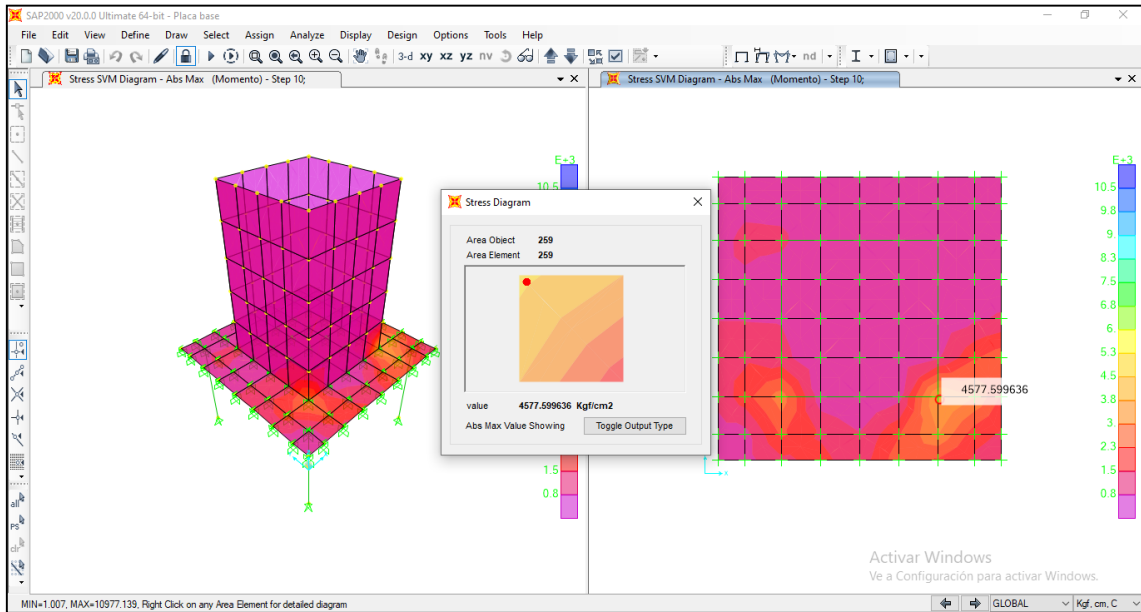 SAP2000 v20.0.0 Ultimate 64-bit - Placa base
File Edit View Define Draw Select Assign Analyze Display Design Options Tools Help
3-d xy xz yz nv
nd
Stress SVM Diagram - Abs Max (Momento) - Step 10;
Stress SVM Diagram - Abs Max (Momento) - Step 10;
E+3
10.5
1.5
0.8
Stress Diagram
Area Object 259
Area Element 259
value 4577.599636 Kgf/cm2
Abs Max Value Showing
Toggle Output Type
4577.599636
E+3
10.5
9.8
9.
8.3
7.5
6.8
6.
5.3
4.5
3.8
3.
2.3
1.5
0.8
x
all
PS
clr
Activar Windows
Ve a Configuración para activar Windows.
MIN=1.007, MAX=10977.139, Right Click on any Area Element for detailed diagram
GLOBAL
Kgf, cm, C